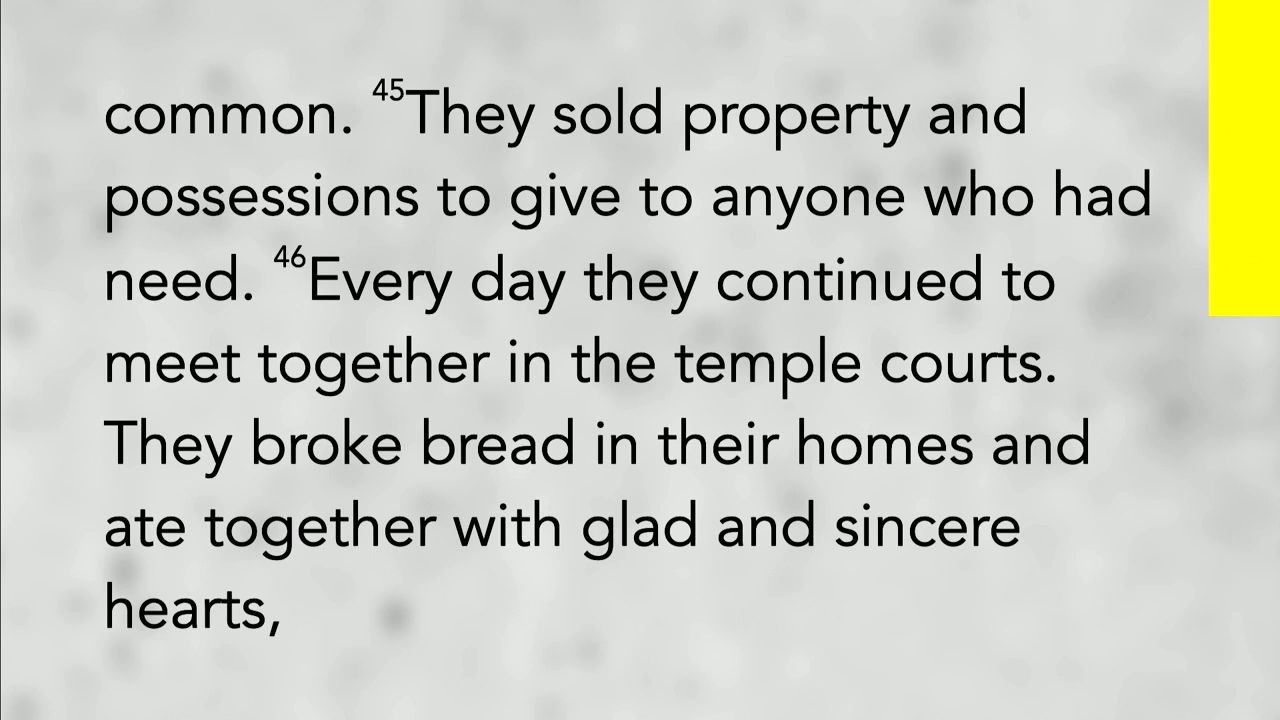 common. ⁴⁵They sold property and
possessions to give to anyone who had
need. ⁴⁶Every day they continued to
meet together in the temple courts.
They broke bread in their homes and
ate together with glad and sincere
hearts,